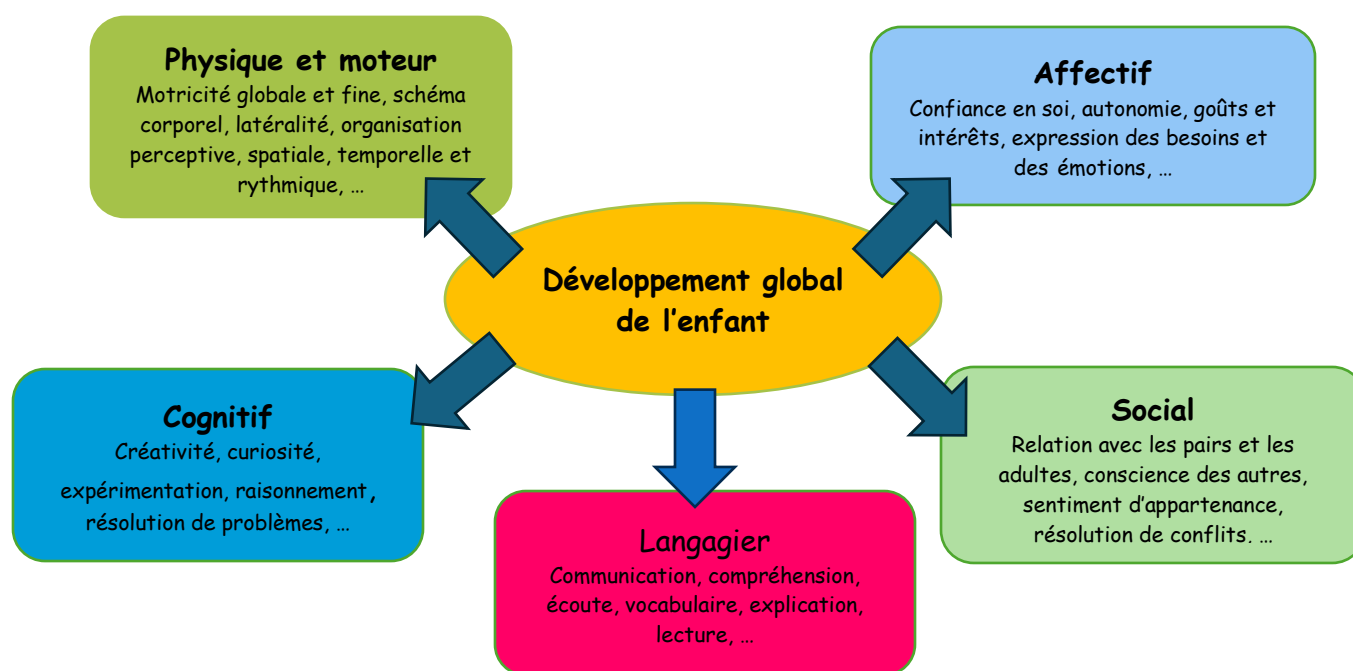 Physique et moteur
Motricité globale et fine, schéma
corporel, latéralité, organisation
perceptive, spatiale, temporelle et
rythmique, …
Affectif
Confiance en soi, autonomie, goûts et
intérêts, expression des besoins et
des émotions, …
Développement global
de l’enfant
Cognitif
Créativité, curiosité,
expérimentation, raisonnement,
résolution de problèmes, …
Social
Relation avec les pairs et les
adultes, conscience des autres,
sentiment d’appartenance,
résolution de conflits. …
Langagier
Communication, compréhension,
écoute, vocabulaire, explication,
lecture, …